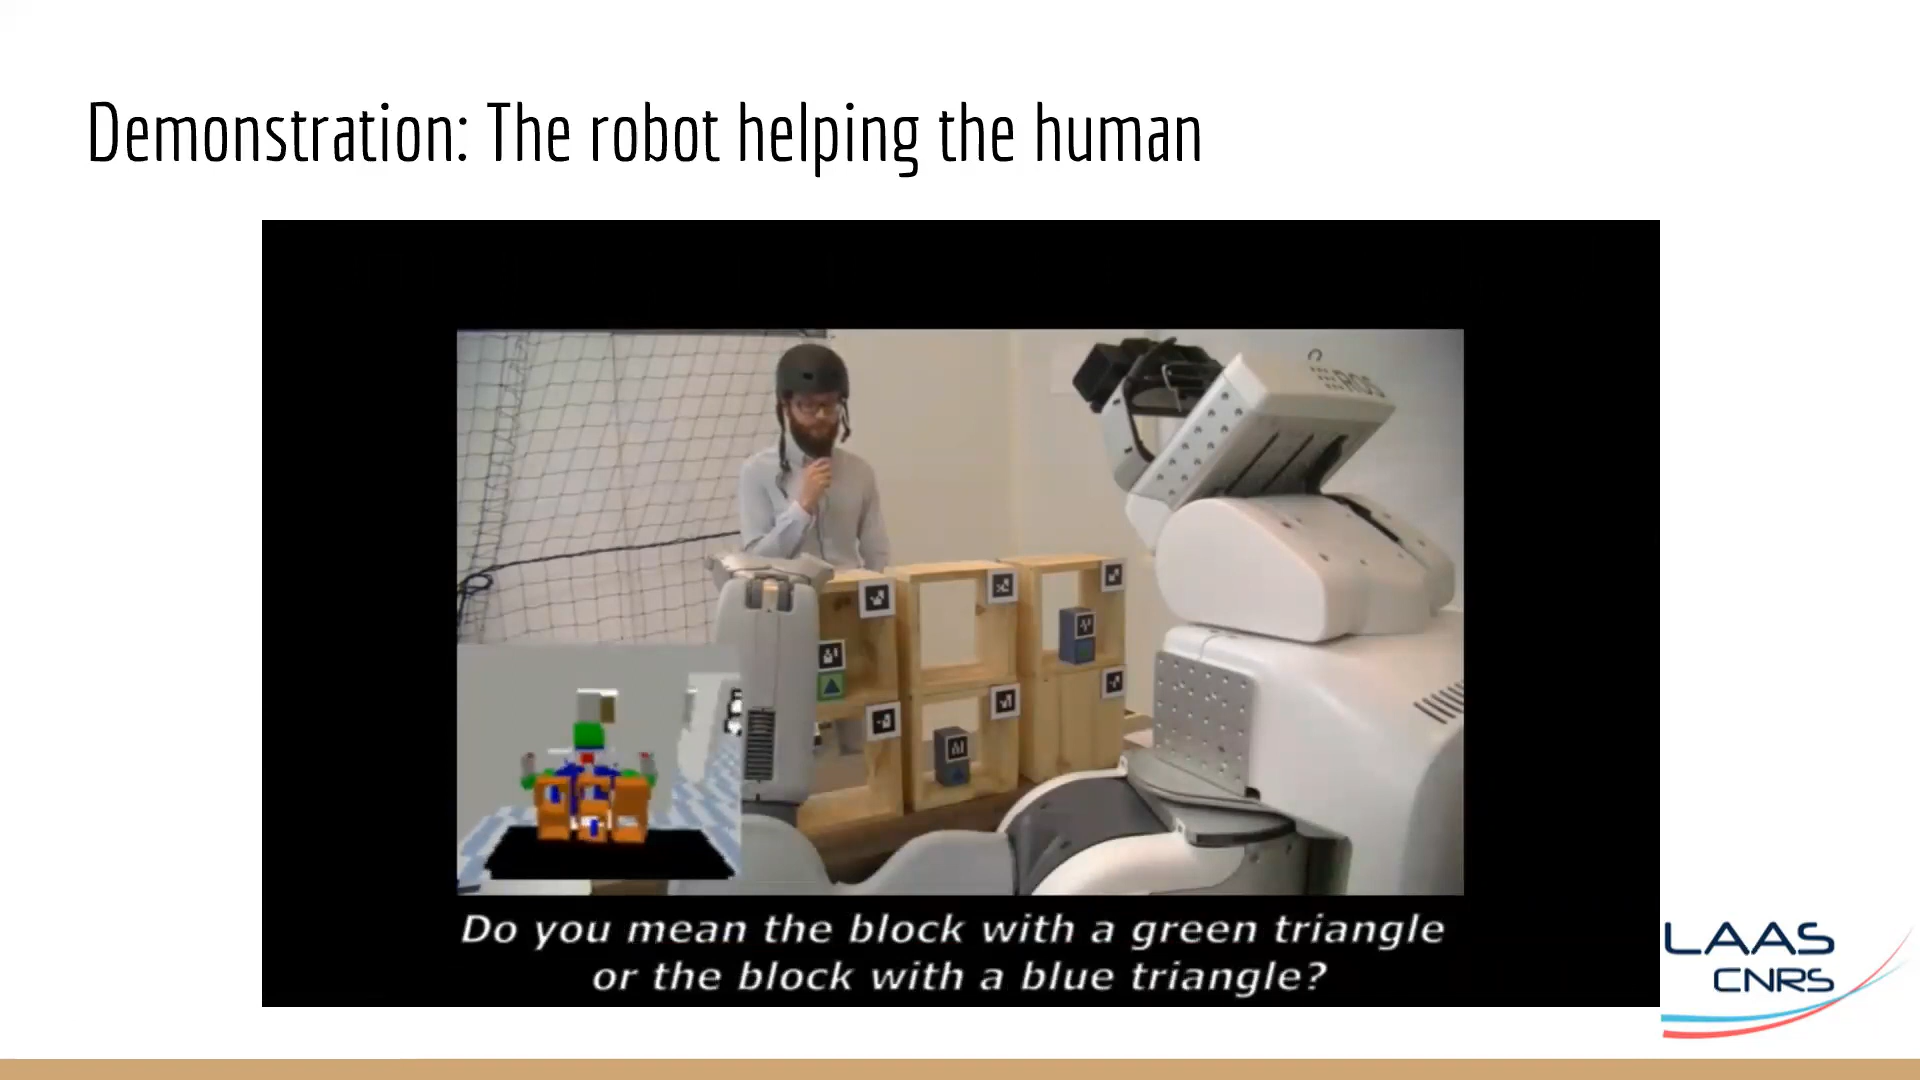 Demonstration: The robot helping the human
ROS
Do you mean the block with a green triangle
or the block with a blue triangle?
LAAS
CNRS